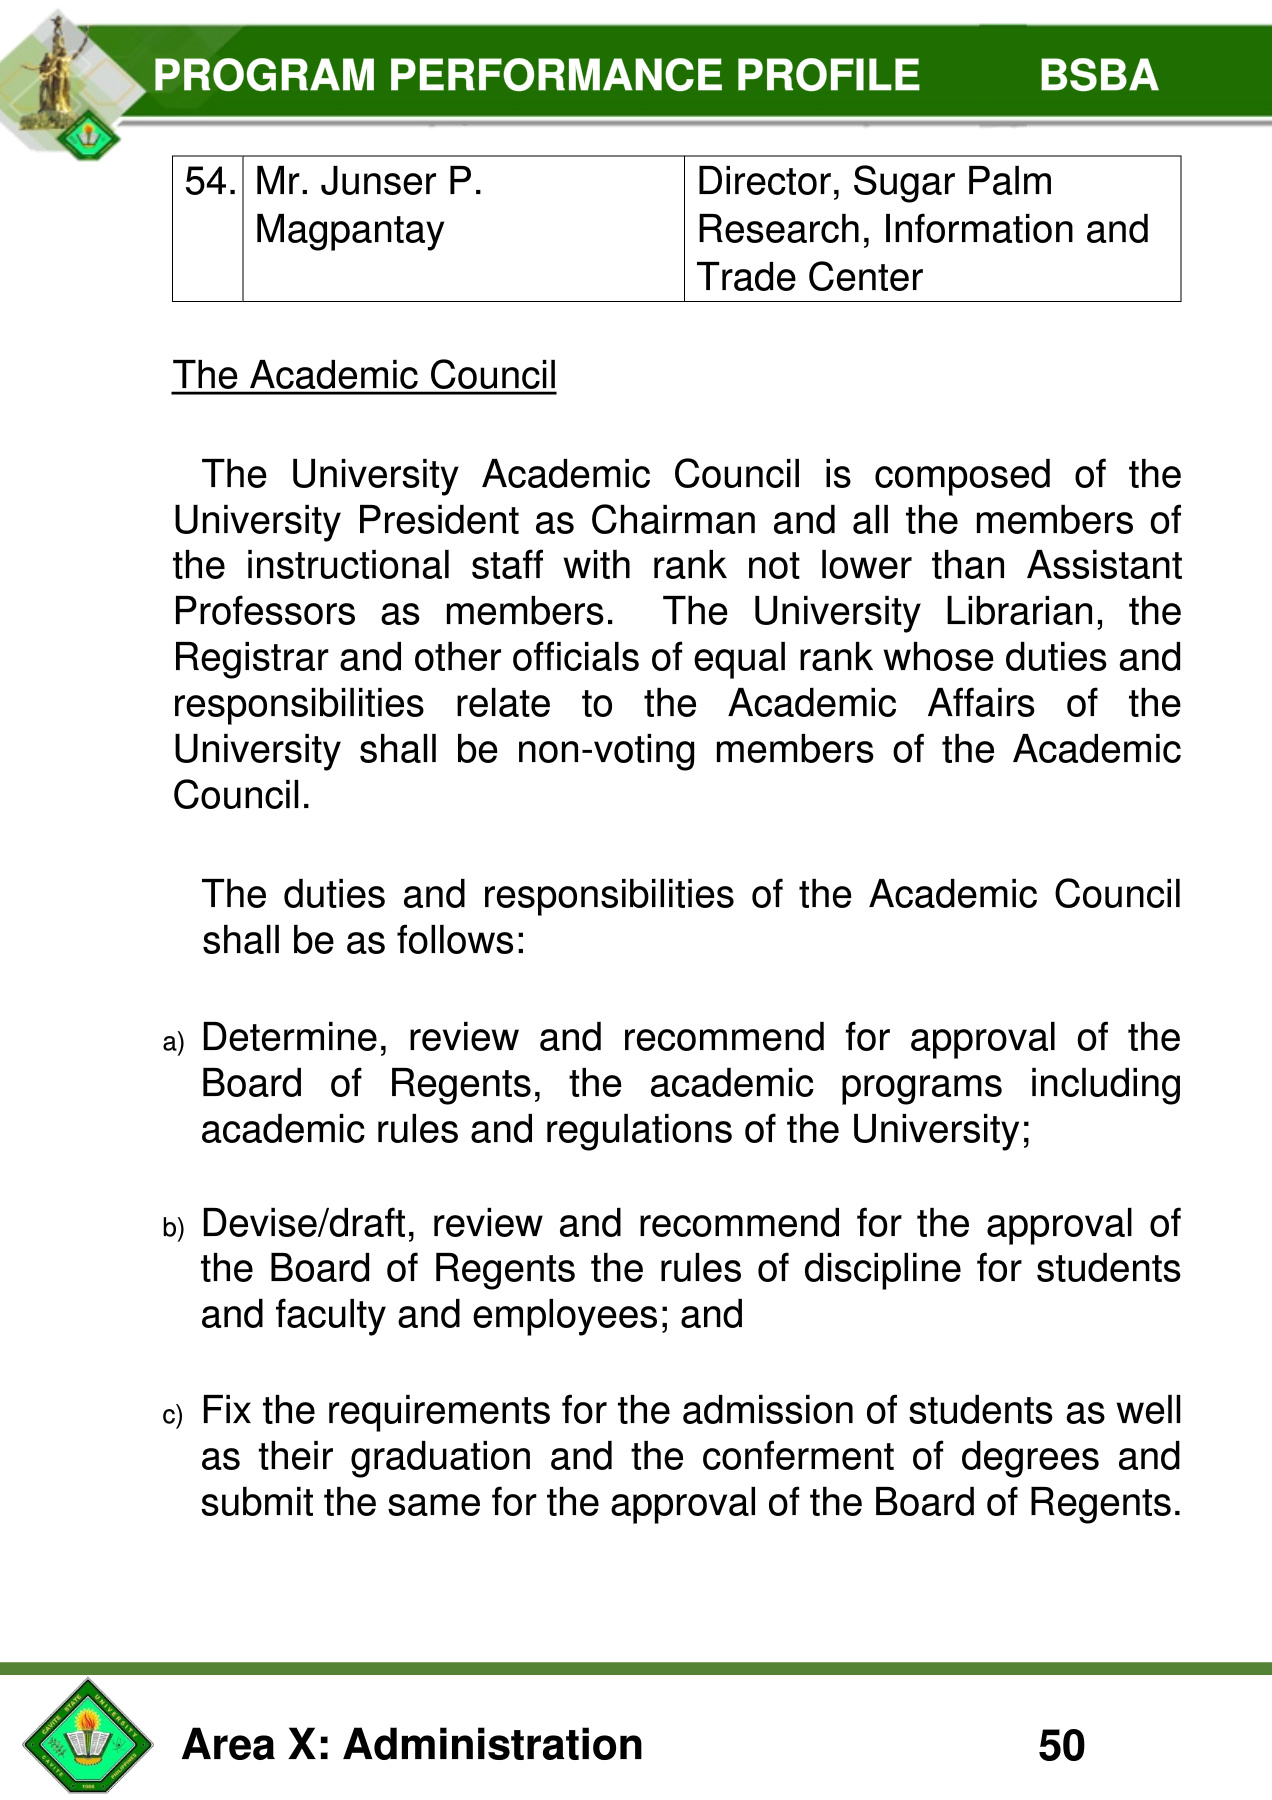 PROGRAM PERFORMANCE PROFILE BSBA
54. Mr. Junser P. Director, Sugar Palm
Magpantay Research, Information and
Trade Center
The Academic Council
The University Academic Council is composed of the
University President as Chairman and all the members of
the instructional staff with rank not lower than Assistant
Professors as members. The University Librarian, the
Registrar and other officials of equal rank whose duties and
responsibilities relate to the Academic Affairs of the
University shall be non-voting members of the Academic
Council.
The duties and responsibilities of the Academic Council
shall be as follows:
a) Determine, review and recommend for approval of the
Board of Regents, the academic programs including
academic rules and regulations of the University;
b) Devise/draft, review and recommend for the approval of
the Board of Regents the rules of discipline for students
and faculty and employees; and
c) Fix the requirements for the admission of students as well
as their graduation and the conferment of degrees and
submit the same for the approval of the Board of Regents.
CAVITE STATE UNIVERSITY
CAVITE PHILIPPINES
1906
Area X: Administration 50